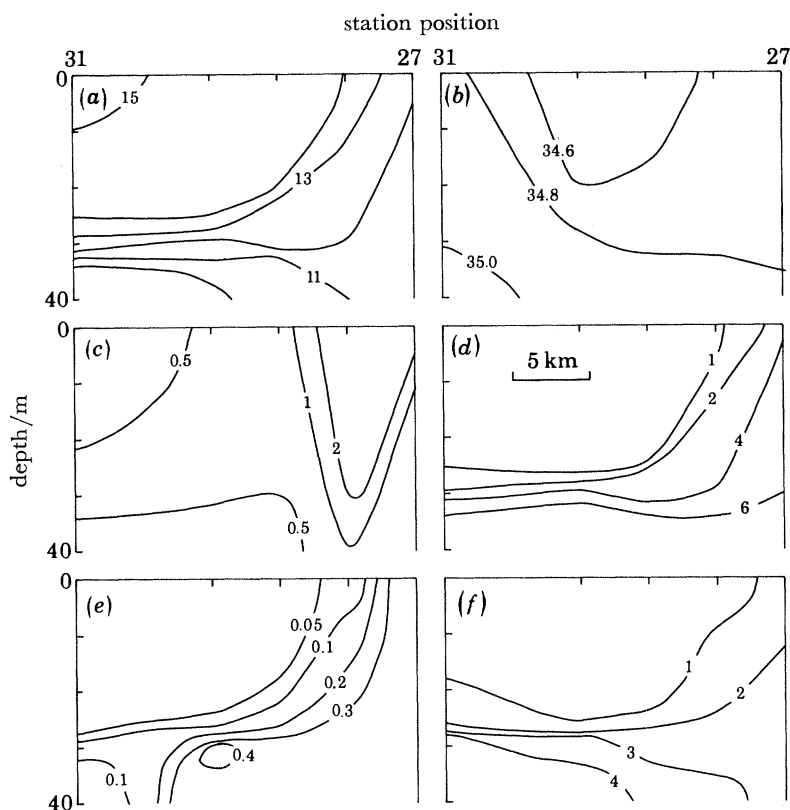 station position
31 27 31 27
0 (a) 15 13 11 40
(b) 34.6 34.8 35.0
depth/m
0 (c) 0.5 1 2 0.5 40
(d) 5 km 1 2 4 6
0 (e) 0.05 0.1 0.2 0.3 0.4 0.1 40
(f) 1 2 3 4